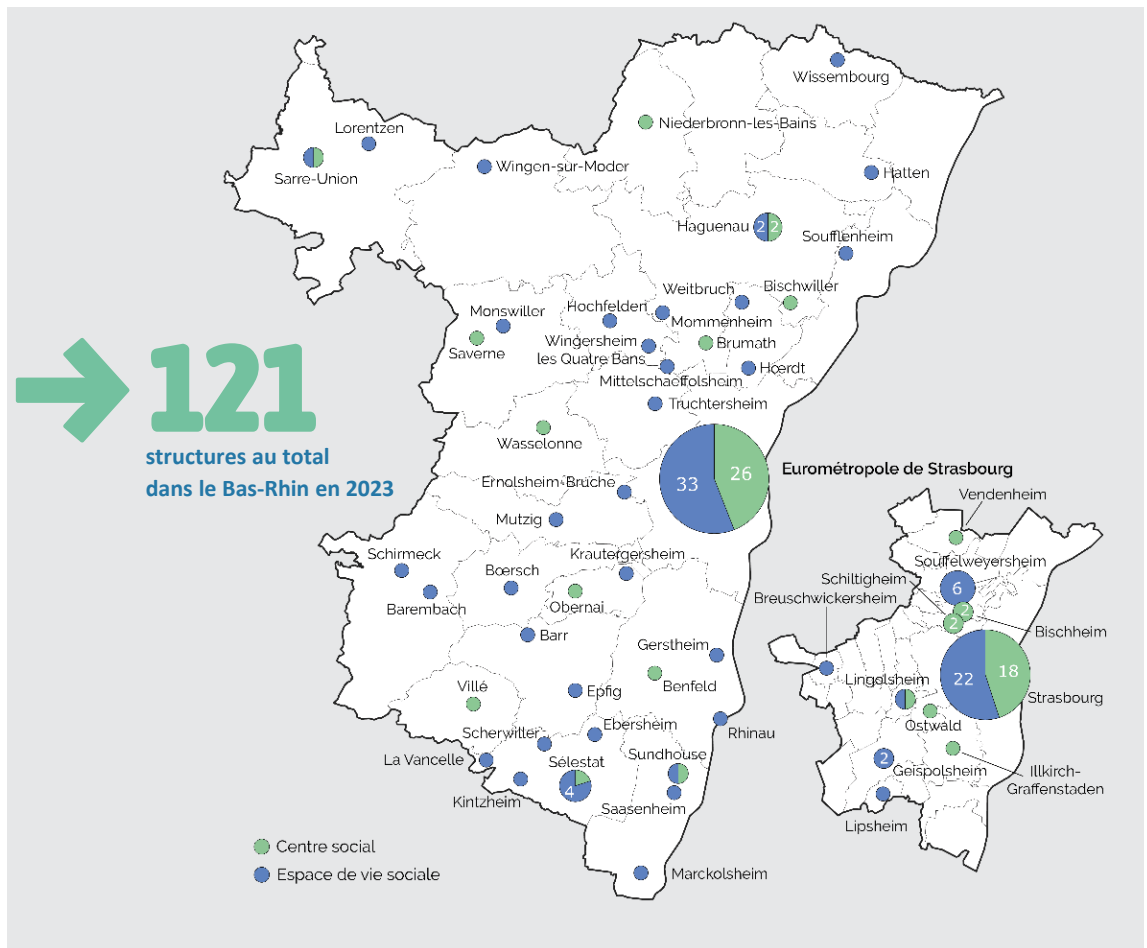 Wissembourg
Niederbronn-les-Bains
Lorentzen
Sarre-Union
Wingen-sur-Moder
Hatten
Haguenau
2 2
Soufflenheim
Weitbruch
Bischwiller
Hochfelden
Monswiller
Mommenheim
Saverne
Wingersheim
les Quatre Bans
Brumath
Mittelschaeffolsheim
Hœrdt
Truchtersheim
121
structures au total
dans le Bas-Rhin en 2023
Wasselonne
33
26
Eurométropole de Strasbourg
Ernolsheim-Bruche
Mutzig
Schirmeck
Barembach
Bœrsch
Krautergersheim
Obernai
Barr
Gerstheim
Benfeld
Villé
Epfig
Rhinau
Scherwiller
Ebersheim
La Vancelle
Sélestat
4
Sundhouse
Kintzheim
Saasenheim
Marckolsheim
Vendenheim
Souffelweyersheim
6
Schiltigheim
2
2
Breuschwickersheim
Bischheim
Lingolsheim
22
18
Strasbourg
Ostwald
2
Geispolsheim
Illkirch-
Graffenstaden
Lipsheim
Centre social
Espace de vie sociale